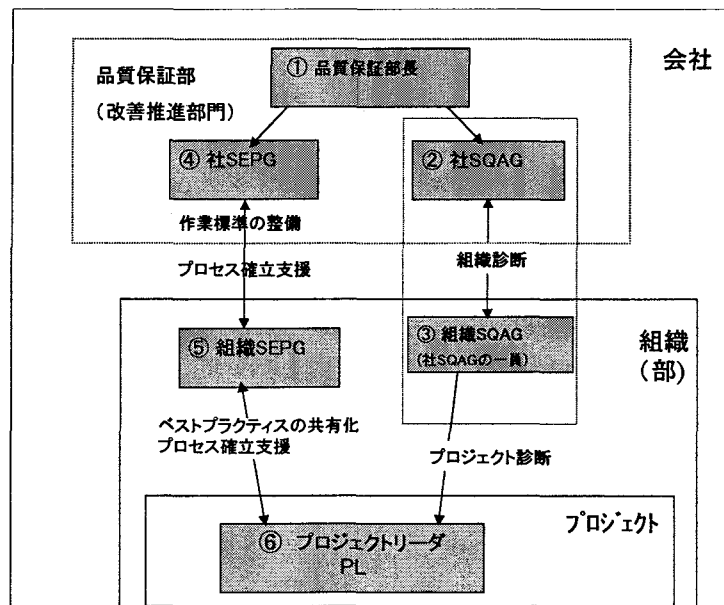 会社
品質保証部
(改善推進部門)
① 品質保証部長
④ 社SEPG
② 社SQAG
作業標準の整備
プロセス確立支援
組織診断
組織
(部)
⑤ 組織SEPG
③ 組織SQAG
(社SQAGの一員)
ベストプラクティスの共有化
プロセス確立支援
プロジェクト診断
プロジェクト
⑥ プロジェクトリーダ
PL